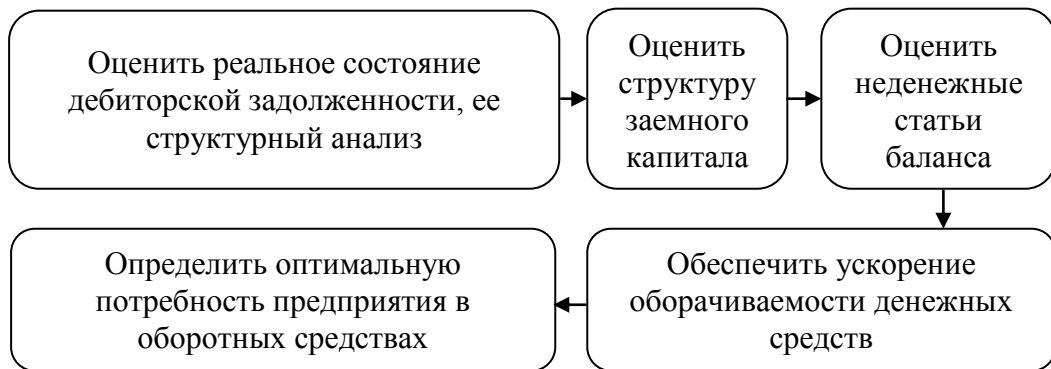 Оценить реальное состояние
дебиторской задолженности, ее
структурный анализ
Оценить
структуру
заемного
капитала
Оценить
неденежные
статьи
баланса
Обеспечить ускорение
оборачиваемости денежных
средств
Определить оптимальную
потребность предприятия в
оборотных средствах